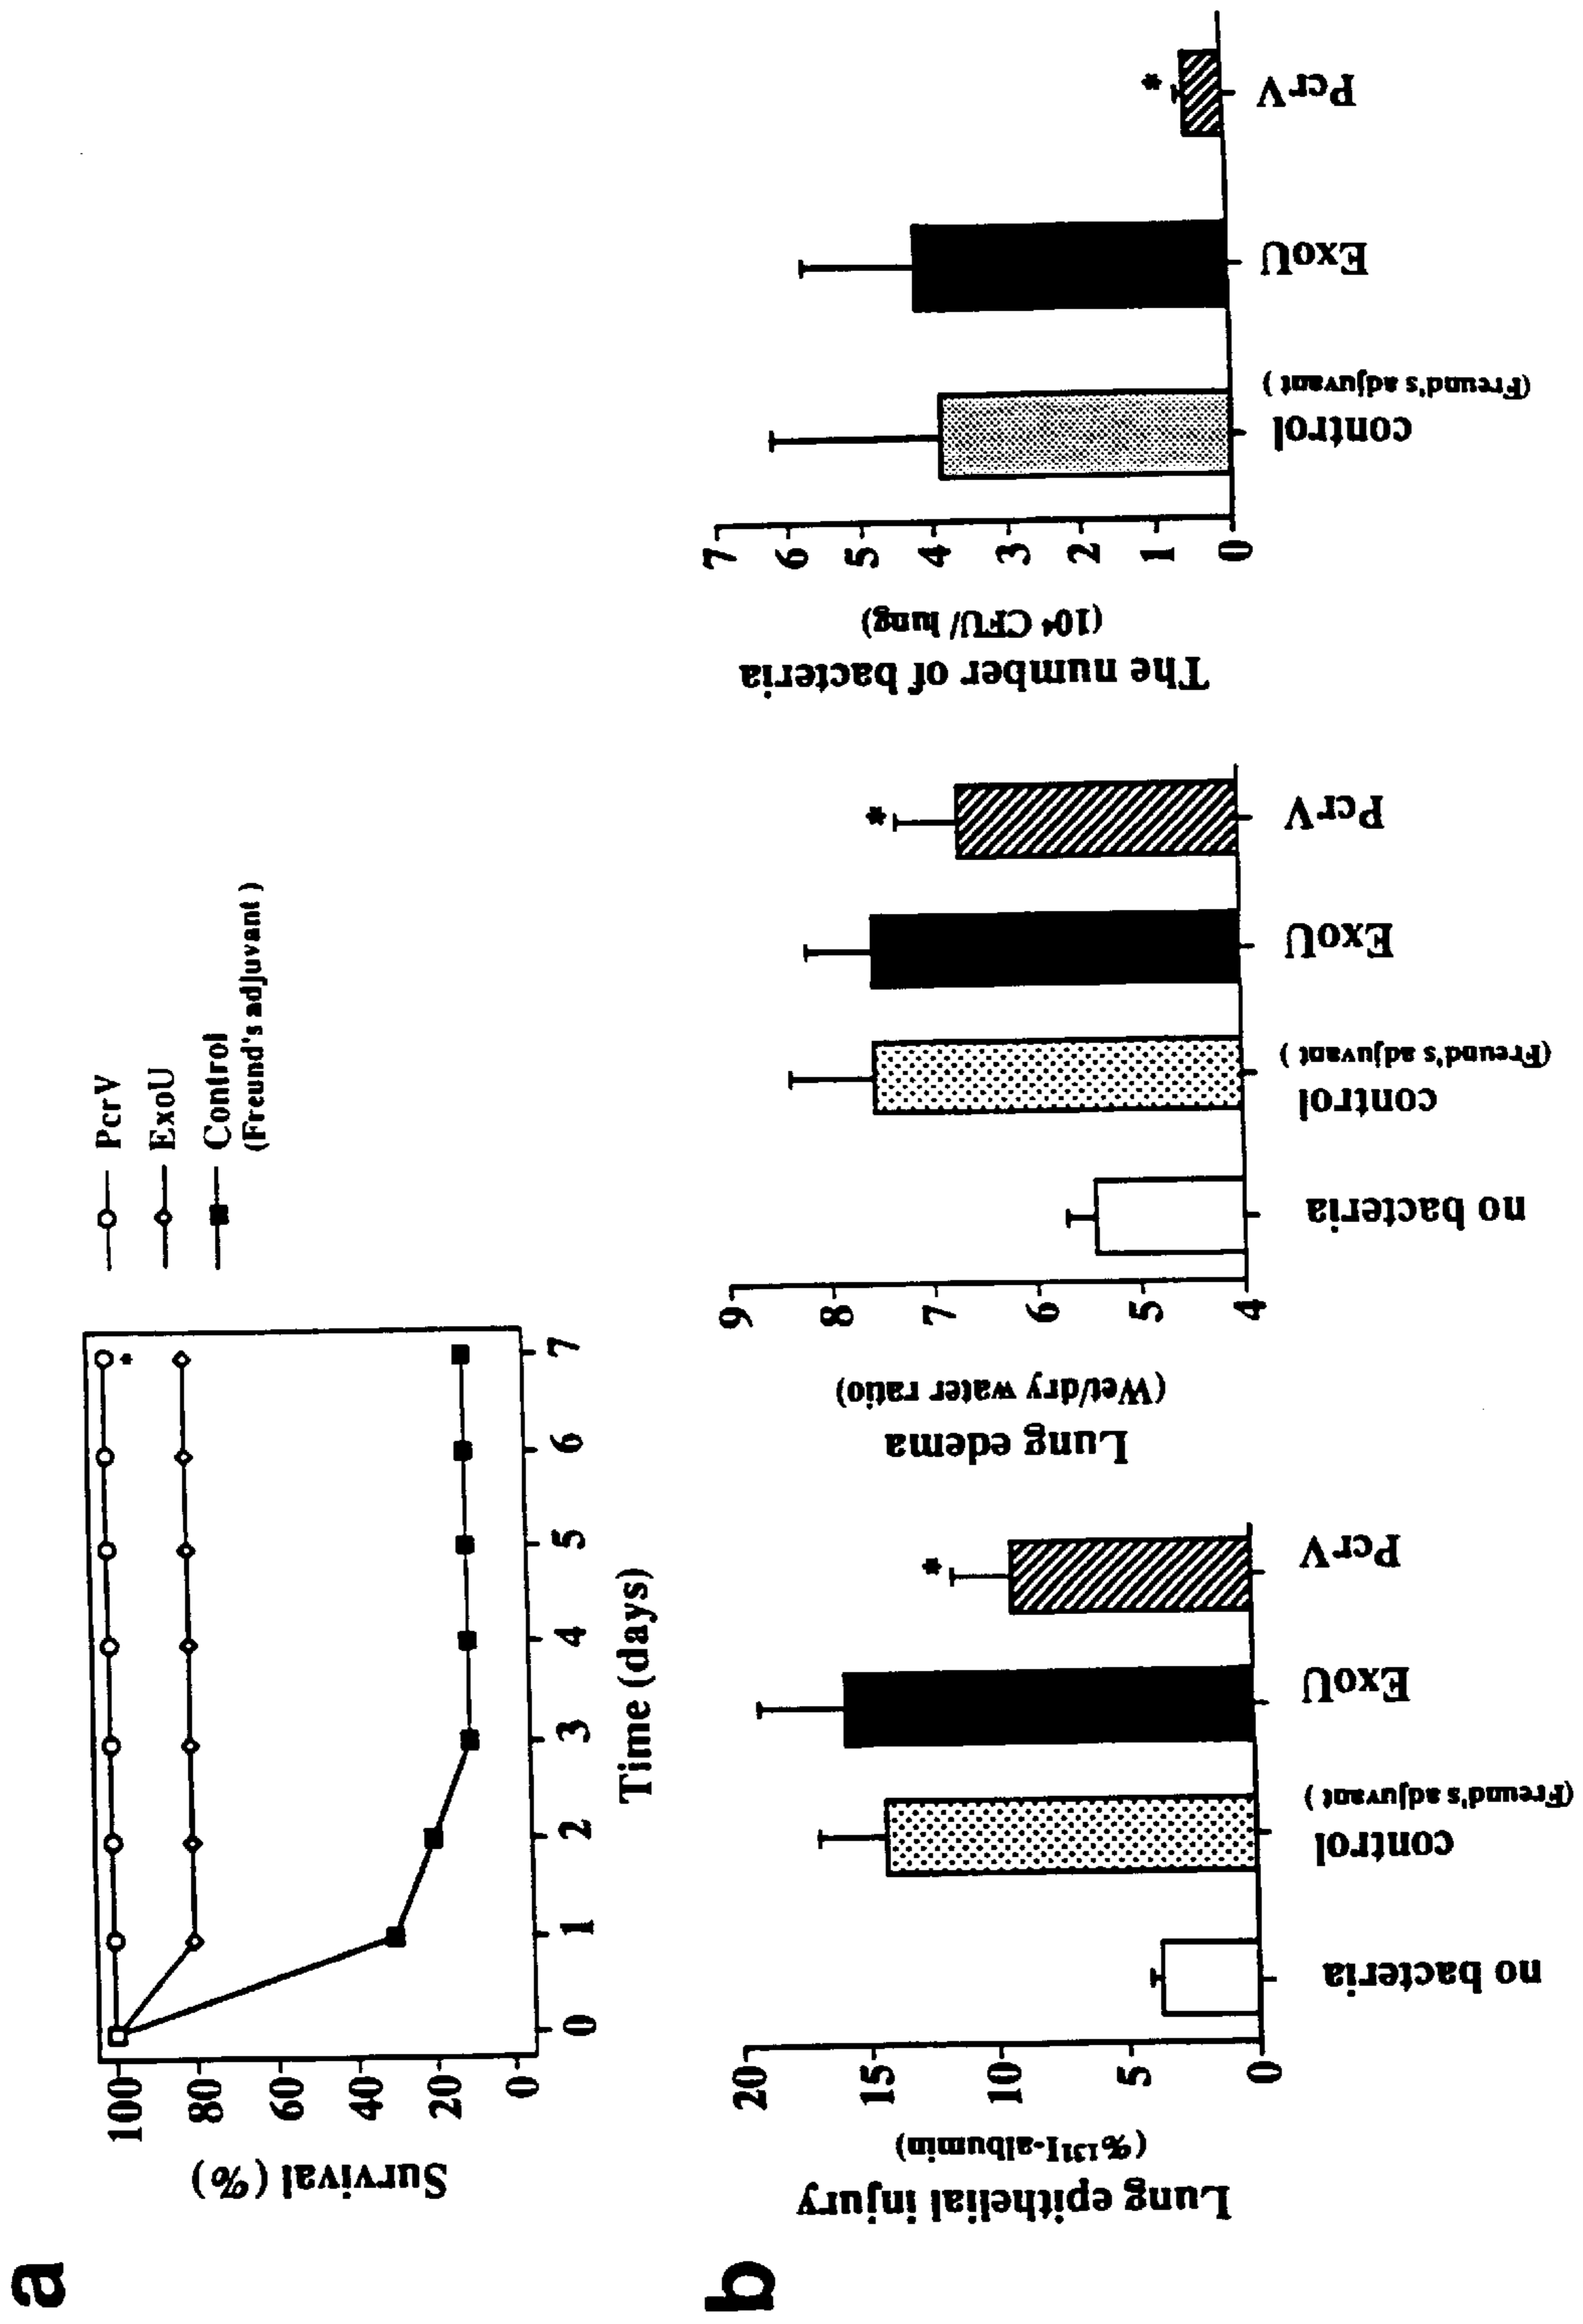 a
Survival (%)
100
80
60
40
20
0
0 1 2 3 4 5 6 7
Time (days)
PcrV
ExoU
Control
(Freund's adjuvant )
*
b
Lung epithelial injury
(%¹³¹I-albumin)
20
15
10
5
0
*
no bacteria
control
(Freund's adjuvant )
ExoU
PcrV
Lung edema
(Wet/dry water ratio)
9
8
7
6
5
4
*
no bacteria
control
(Freund's adjuvant )
ExoU
PcrV
The number of bacteria
(10⁴ CFU/ lung)
7
6
5
4
3
2
1
0
*
control
(Freund's adjuvant )
ExoU
PcrV